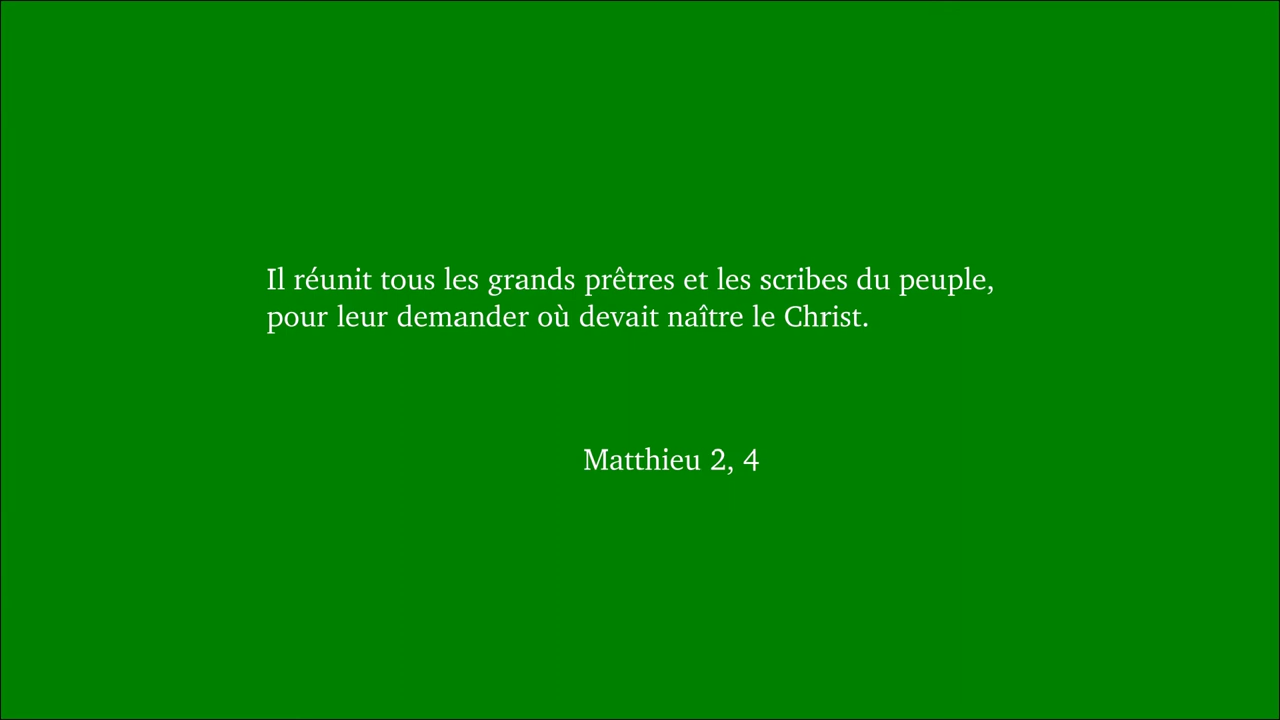 Il réunit tous les grands prêtres et les scribes du peuple,
pour leur demander où devait naître le Christ.
Matthieu 2, 4